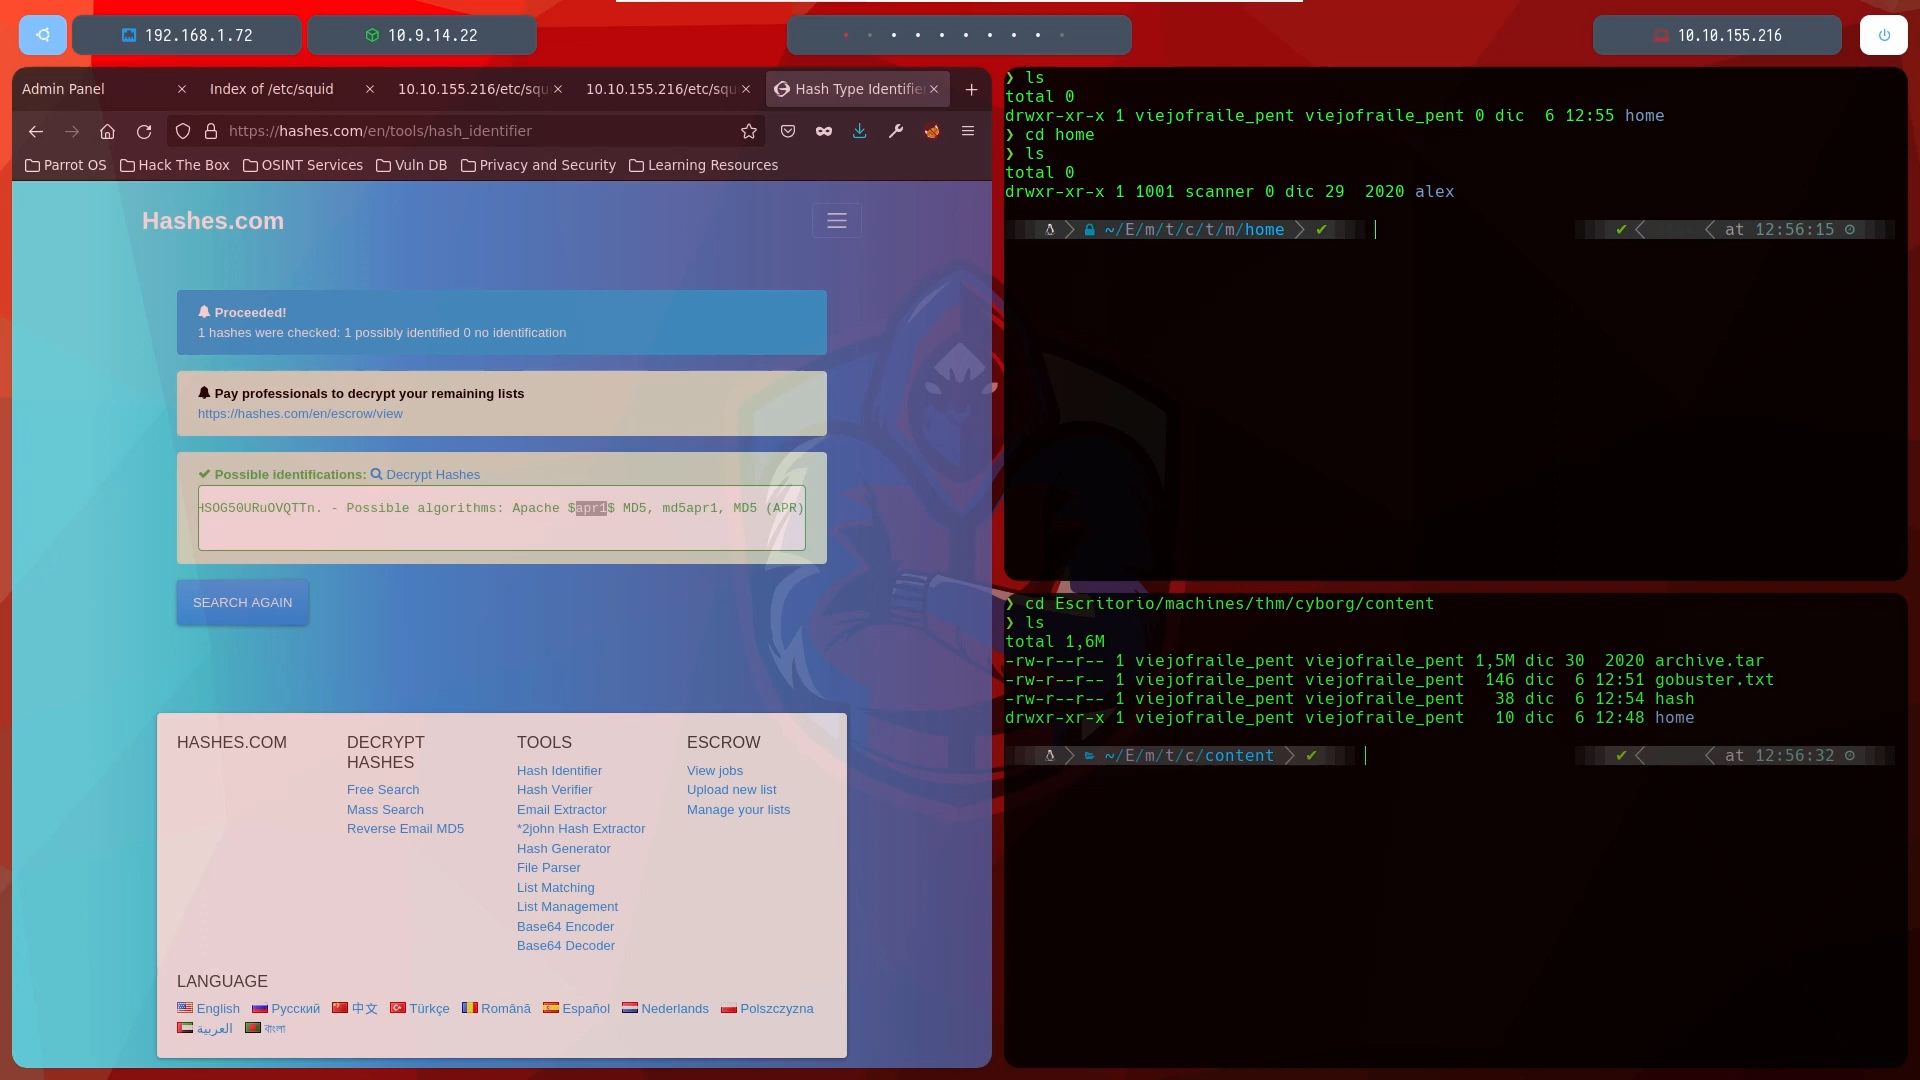 192.168.1.72
10.9.14.22
10.10.155.216
Admin Panel
Index of /etc/squid
10.10.155.216/etc/squ
10.10.155.216/etc/squ
Hash Type Identifie
https://hashes.com/en/tools/hash_identifier
Parrot OS
Hack The Box
OSINT Services
Vuln DB
Privacy and Security
Learning Resources
Hashes.com
Proceeded!
1 hashes were checked: 1 possibly identified 0 no identification
Pay professionals to decrypt your remaining lists
https://hashes.com/en/escrow/view
Possible identifications: Decrypt Hashes
HSOG50URuOVQTTn. - Possible algorithms: Apache $apr1$ MD5, md5apr1, MD5 (APR)
SEARCH AGAIN
HASHES.COM
DECRYPT
HASHES
Free Search
Mass Search
Reverse Email MD5
TOOLS
Hash Identifier
Hash Verifier
Email Extractor
*2john Hash Extractor
Hash Generator
File Parser
List Matching
List Management
Base64 Encoder
Base64 Decoder
ESCROW
View jobs
Upload new list
Manage your lists
LANGUAGE
English Русский 中文 Türkçe Română Español Nederlands Polszczyzna
العربية বাংলা
❯ ls
total 0
drwxr-xr-x 1 viejofraile_pent viejofraile_pent 0 dic  6 12:55 home
❯ cd home
❯ ls
total 0
drwxr-xr-x 1 1001 scanner 0 dic 29  2020 alex
~/E/m/t/c/t/m/home ✔
✔ at 12:56:15
❯ cd Escritorio/machines/thm/cyborg/content
❯ ls
total 1,6M
-rw-r--r-- 1 viejofraile_pent viejofraile_pent 1,5M dic 30  2020 archive.tar
-rw-r--r-- 1 viejofraile_pent viejofraile_pent  146 dic  6 12:51 gobuster.txt
-rw-r--r-- 1 viejofraile_pent viejofraile_pent   38 dic  6 12:54 hash
drwxr-xr-x 1 viejofraile_pent viejofraile_pent   10 dic  6 12:48 home
~/E/m/t/c/content ✔
✔ at 12:56:32